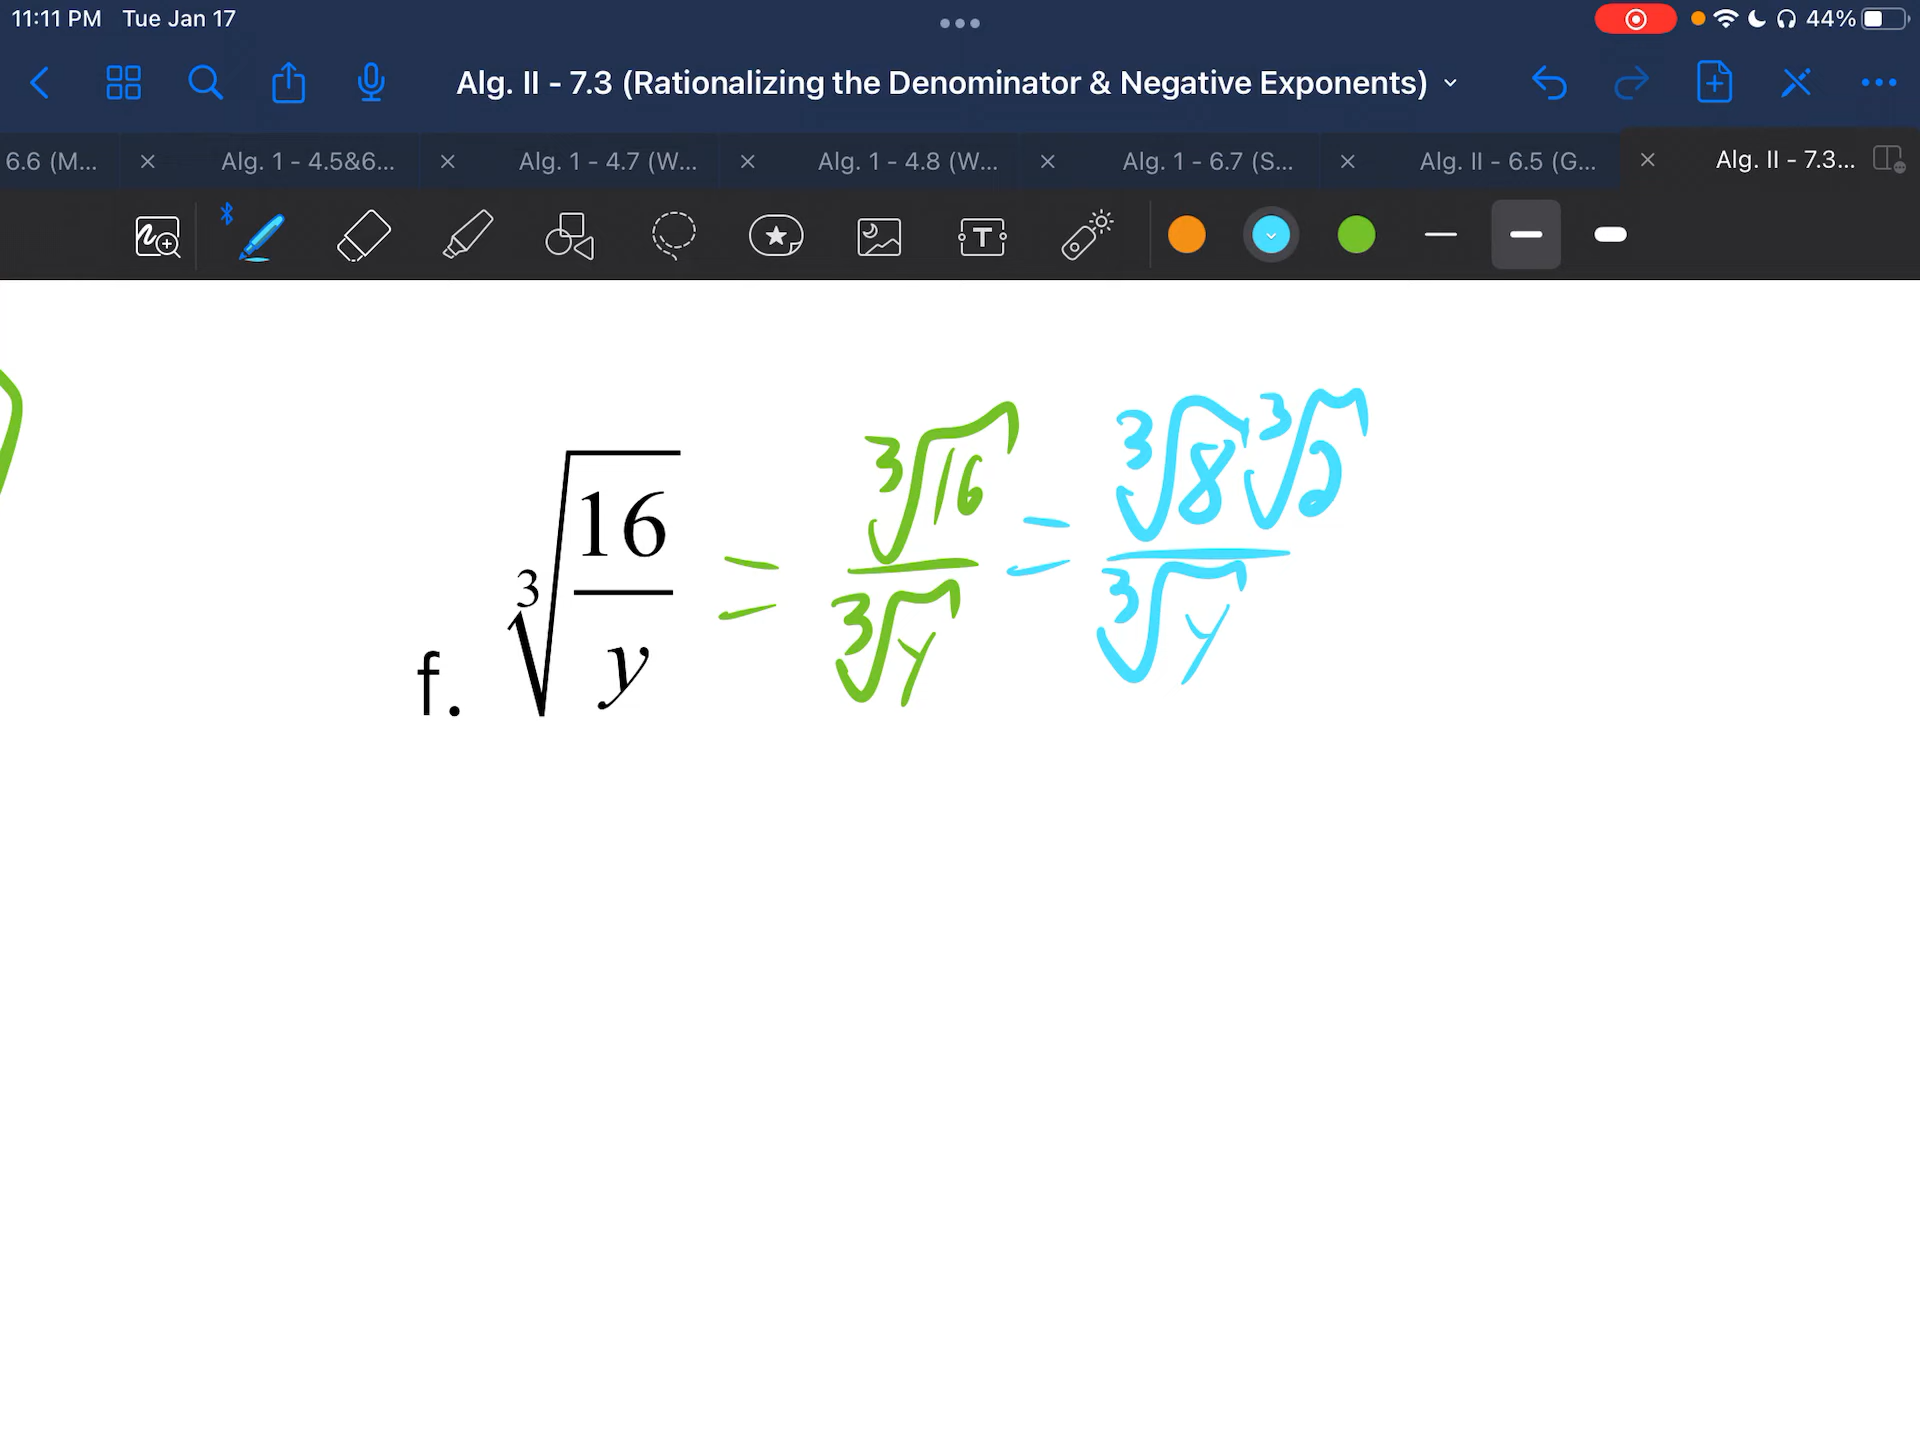 11:11 PM Tue Jan 17 44%
Alg. II - 7.3 (Rationalizing the Denominator & Negative Exponents)
6.6 (M... Alg. 1 - 4.5&6... Alg. 1 - 4.7 (W... Alg. 1 - 4.8 (W... Alg. 1 - 6.7 (S... Alg. II - 6.5 (G... Alg. II - 7.3...
f. ∛(16/y) = ∛16/∛y = ∛8 ∛2/∛y